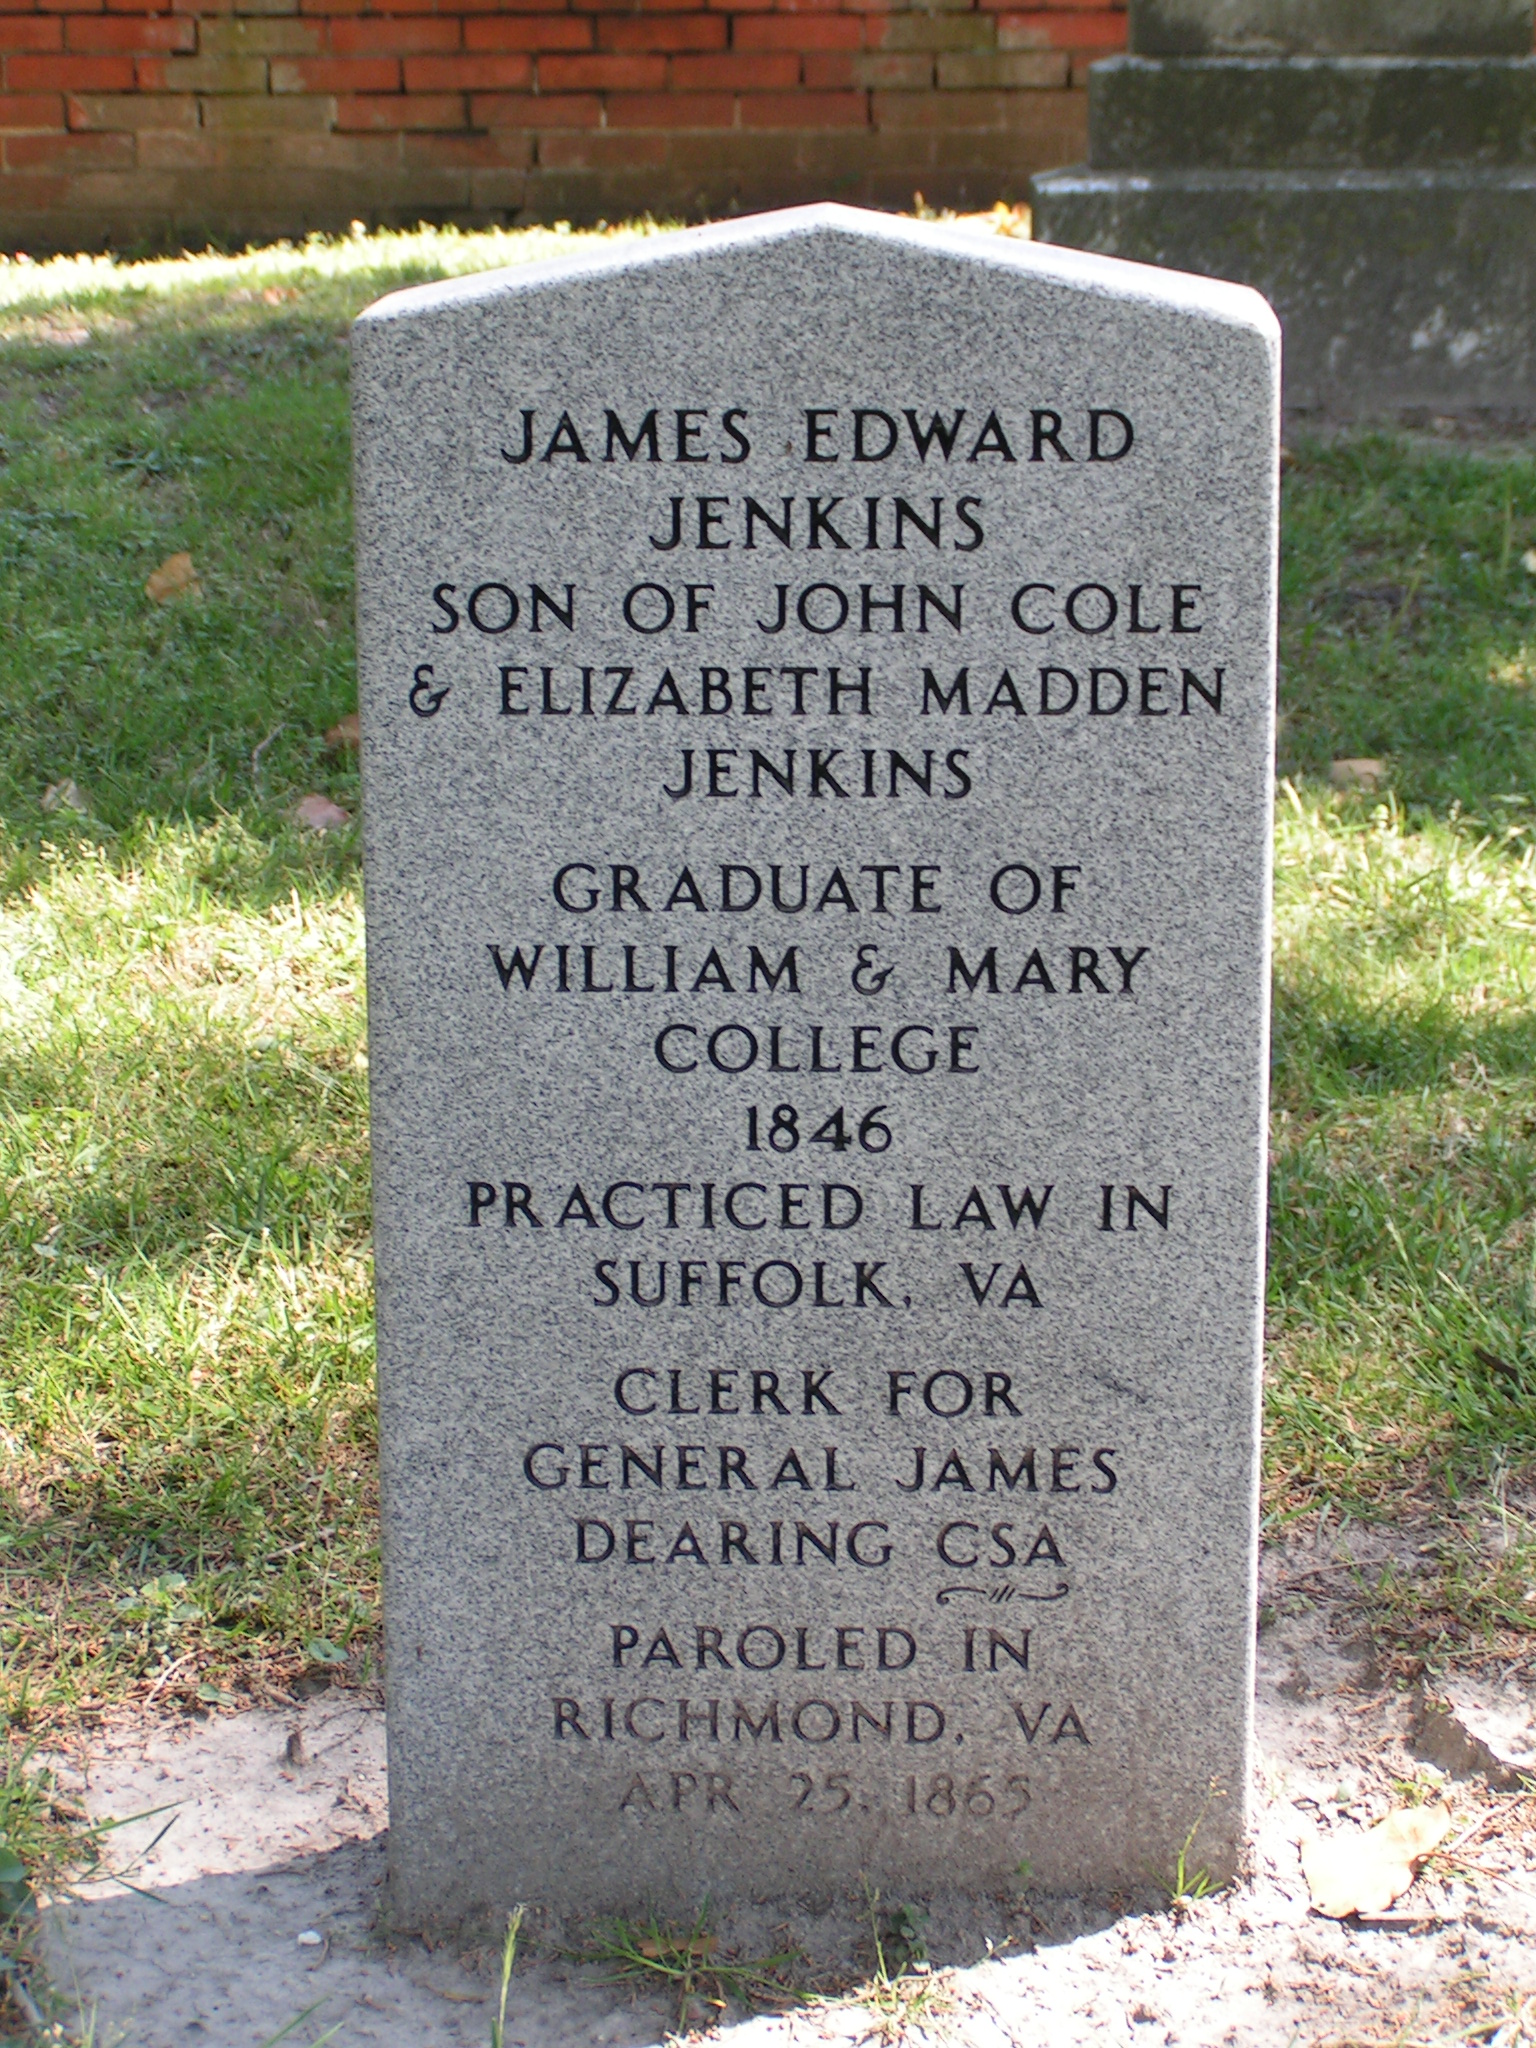 JAMES EDWARD
JENKINS
SON OF JOHN COLE
& ELIZABETH MADDEN
JENKINS
GRADUATE OF
WILLIAM & MARY
COLLEGE
1846
PRACTICED LAW IN
SUFFOLK, VA
CLERK FOR
GENERAL JAMES
DEARING CSA
PAROLED IN
RICHMOND, VA
APR 25, 1865